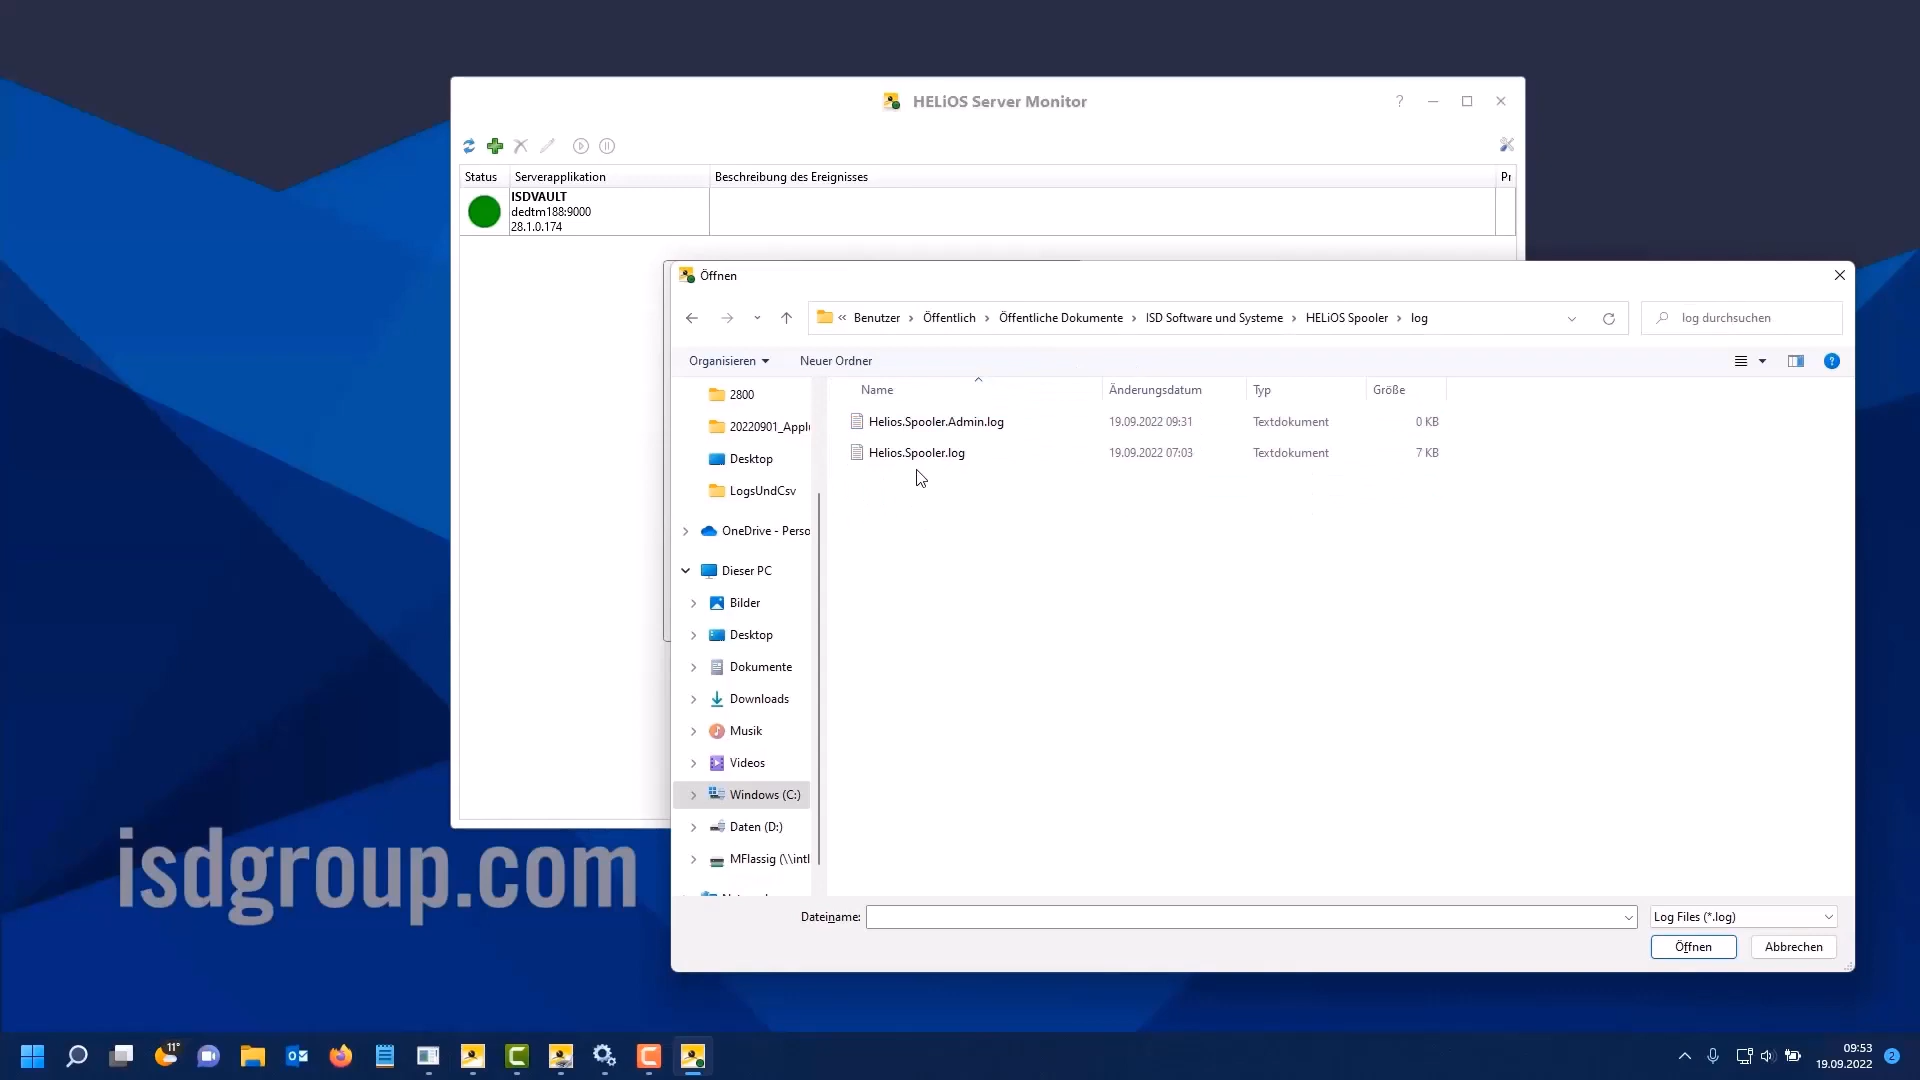 HELiOS Server Monitor
?
Status Serverapplikation Beschreibung des Ereignisses Pr
ISDVAULT
dedtm188:9000
28.1.0.174
Öffnen
« Benutzer › Öffentlich › Öffentliche Dokumente › ISD Software und Systeme › HELiOS Spooler › log
log durchsuchen
Organisieren Neuer Ordner
?
Name Änderungsdatum Typ Größe
Helios.Spooler.Admin.log 19.09.2022 09:31 Textdokument 0 KB
Helios.Spooler.log 19.09.2022 07:03 Textdokument 7 KB
2800
20220901_Appl
Desktop
LogsUndCsv
OneDrive - Perso
Dieser PC
Bilder
Desktop
Dokumente
Downloads
Musik
Videos
Windows (C:)
Daten (D:)
MFlassig (\\intl
Dateiname:
Log Files (*.log)
Öffnen Abbrechen
isdgroup.com
11°
09:53
19.09.2022
2